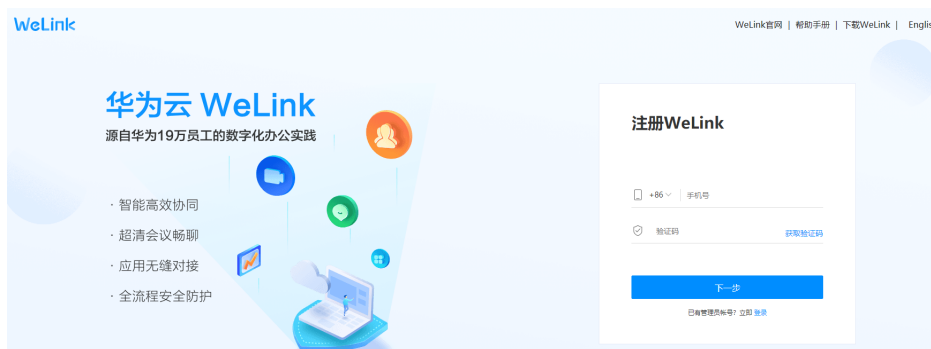 WeLink
WeLink官网 | 帮助手册 | 下载WeLink | Englis
华为云 WeLink
源自华为19万员工的数字化办公实践
· 智能高效协同
· 超清会议畅聊
· 应用无缝对接
· 全流程安全防护
注册WeLink
+86 手机号
验证码 获取验证码
下一步
已有管理员帐号? 立即 登录